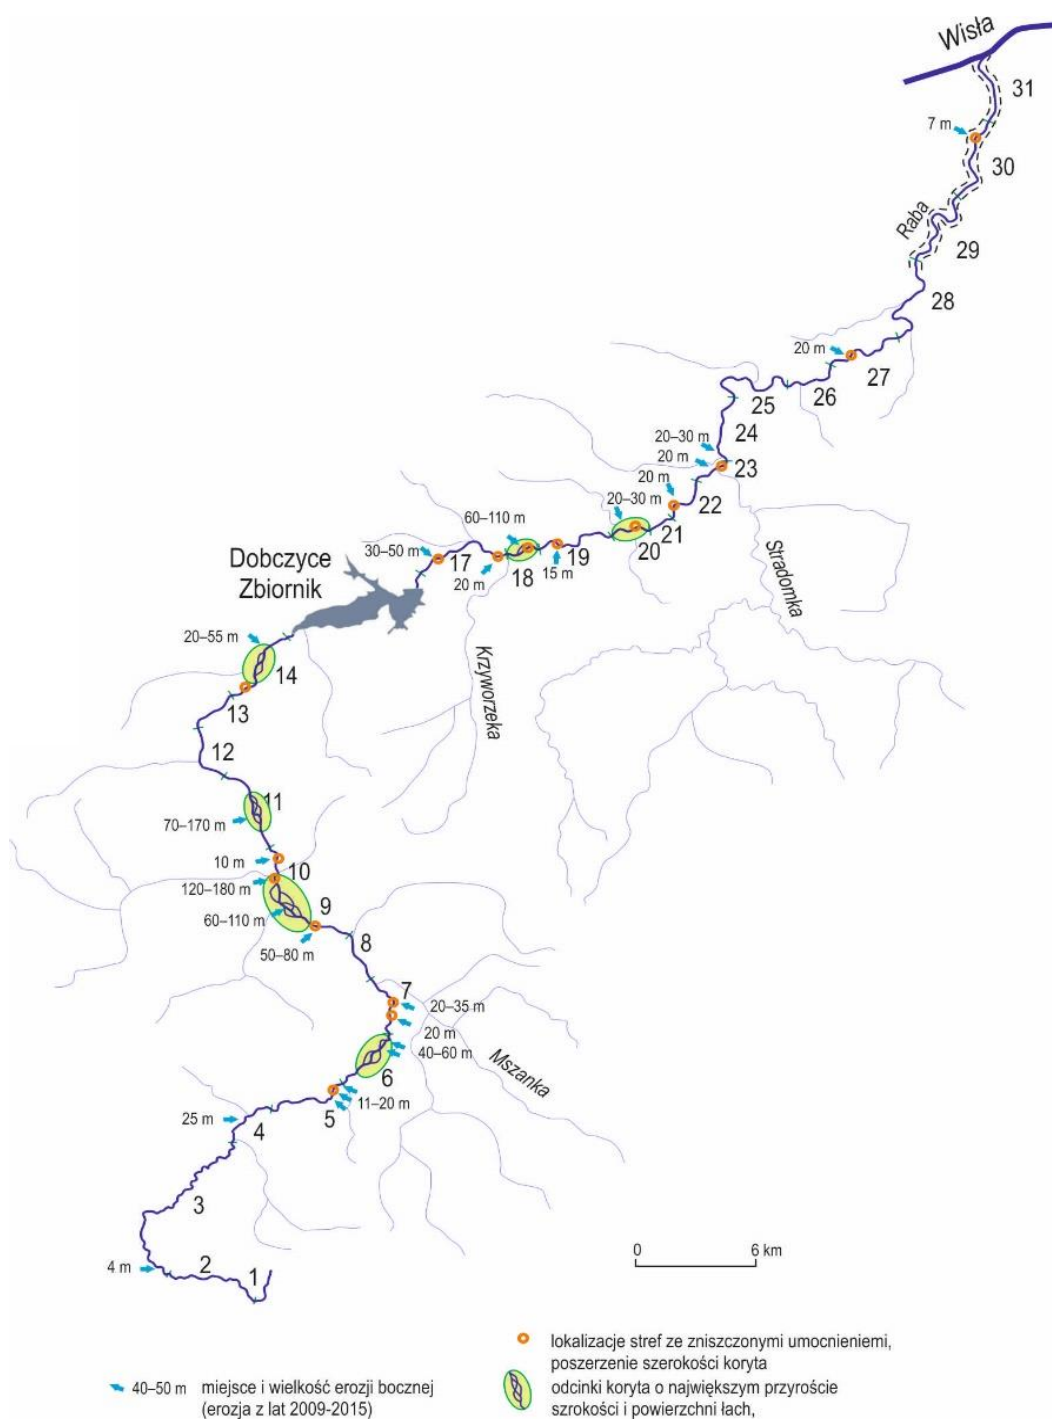 Wisła
31
7 m
30
Raba
29
28
20 m
27
26
25
24
20–30 m
20 m
23
20 m
22
20–30 m
21
20
60–110 m
19
15 m
18
20 m
17
30–50 m
Dobczyce
Zbiornik
Stradomka
Krzyworzeka
20–55 m
14
13
12
11
70–170 m
10 m
10
120–180 m
9
60–110 m
50–80 m
8
7
20–35 m
20 m
40–60 m
Mszanka
6
11–20 m
5
25 m
4
3
4 m
2
1
0 6 km
lokalizacje stref ze zniszczonymi umocnieniemi,
poszerzenie szerokości koryta
40–50 m miejsce i wielkość erozji bocznej
(erozja z lat 2009-2015)
odcinki koryta o największym przyroście
szrokości i powierzchni łach,